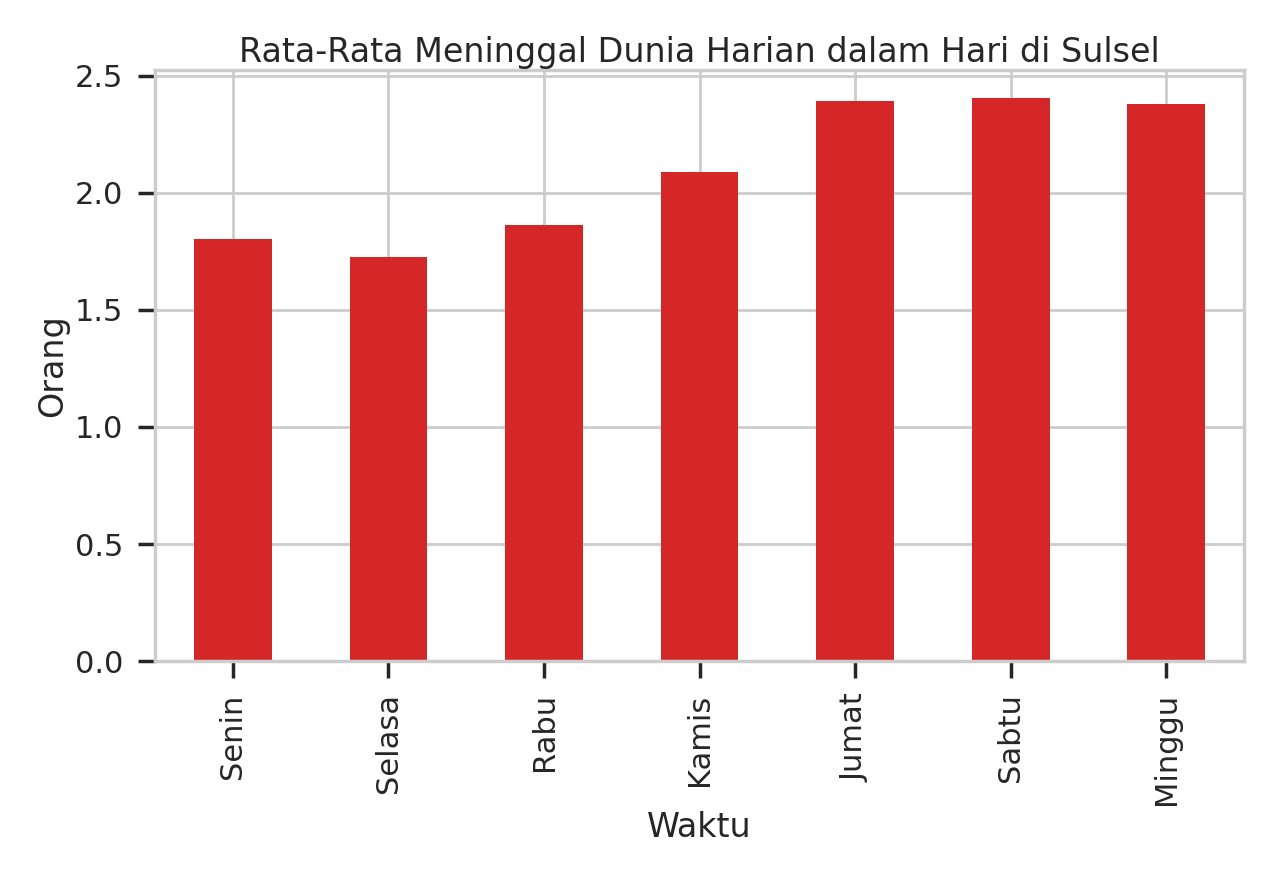 Rata-Rata Meninggal Dunia Harian dalam Hari di Sulsel
2.5
2.0
1.5
1.0
0.5
0.0
Orang
Senin
Selasa
Rabu
Kamis
Jumat
Sabtu
Minggu
Waktu